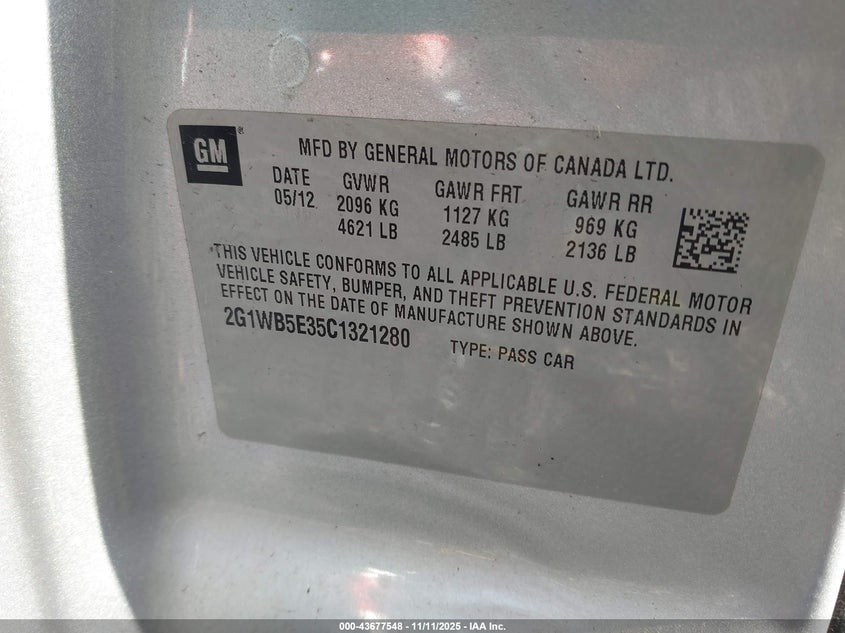 GM ®
MFD BY GENERAL MOTORS OF CANADA LTD.
DATE GVWR GAWR FRT GAWR RR
05/12 2096 KG 1127 KG 969 KG
4621 LB 2485 LB 2136 LB
THIS VEHICLE CONFORMS TO ALL APPLICABLE U.S. FEDERAL MOTOR
VEHICLE SAFETY, BUMPER, AND THEFT PREVENTION STANDARDS IN
EFFECT ON THE DATE OF MANUFACTURE SHOWN ABOVE.
2G1WB5E35C1321280 TYPE: PASS CAR
000-43677548 - 11/11/2025 - IAA Inc.